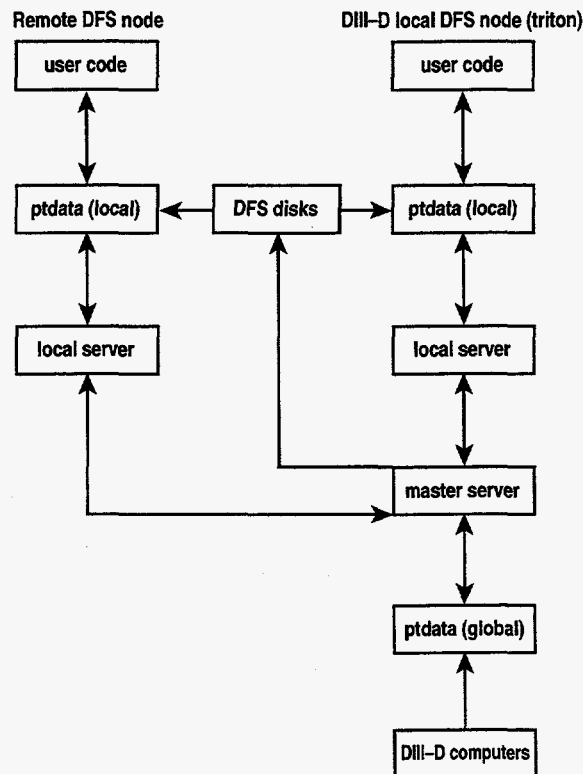 Remote DFS node
DIII–D local DFS node (triton)
user code
user code
ptdata (local)
DFS disks
ptdata (local)
local server
local server
master server
ptdata (global)
DIII–D computers